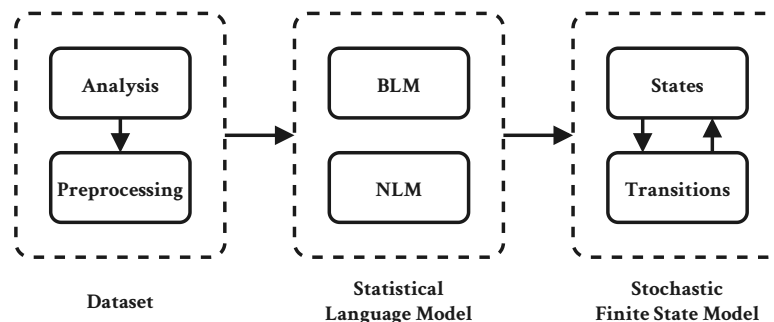 Analysis
Preprocessing
Dataset
BLM
NLM
Statistical
Language Model
States
Transitions
Stochastic
Finite State Model